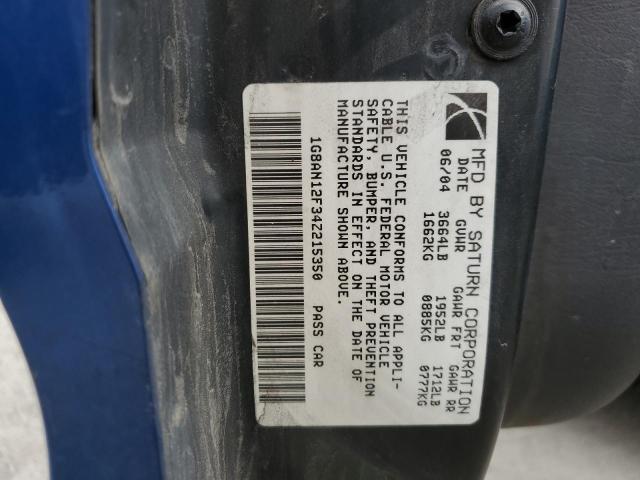 MFD BY SATURN CORPORATION
DATE GVWR GAWR FRT GAWR RR
06/04 3664LB 1952LB 1712LB
1662KG 0885KG 0777KG
THIS VEHICLE CONFORMS TO ALL APPLI-
CABLE U.S. FEDERAL MOTOR VEHICLE
SAFETY, BUMPER, AND THEFT PREVENTION
STANDARDS IN EFFECT ON THE DATE OF
MANUFACTURE SHOWN ABOVE.
1G8AN12F34Z215350 PASS CAR